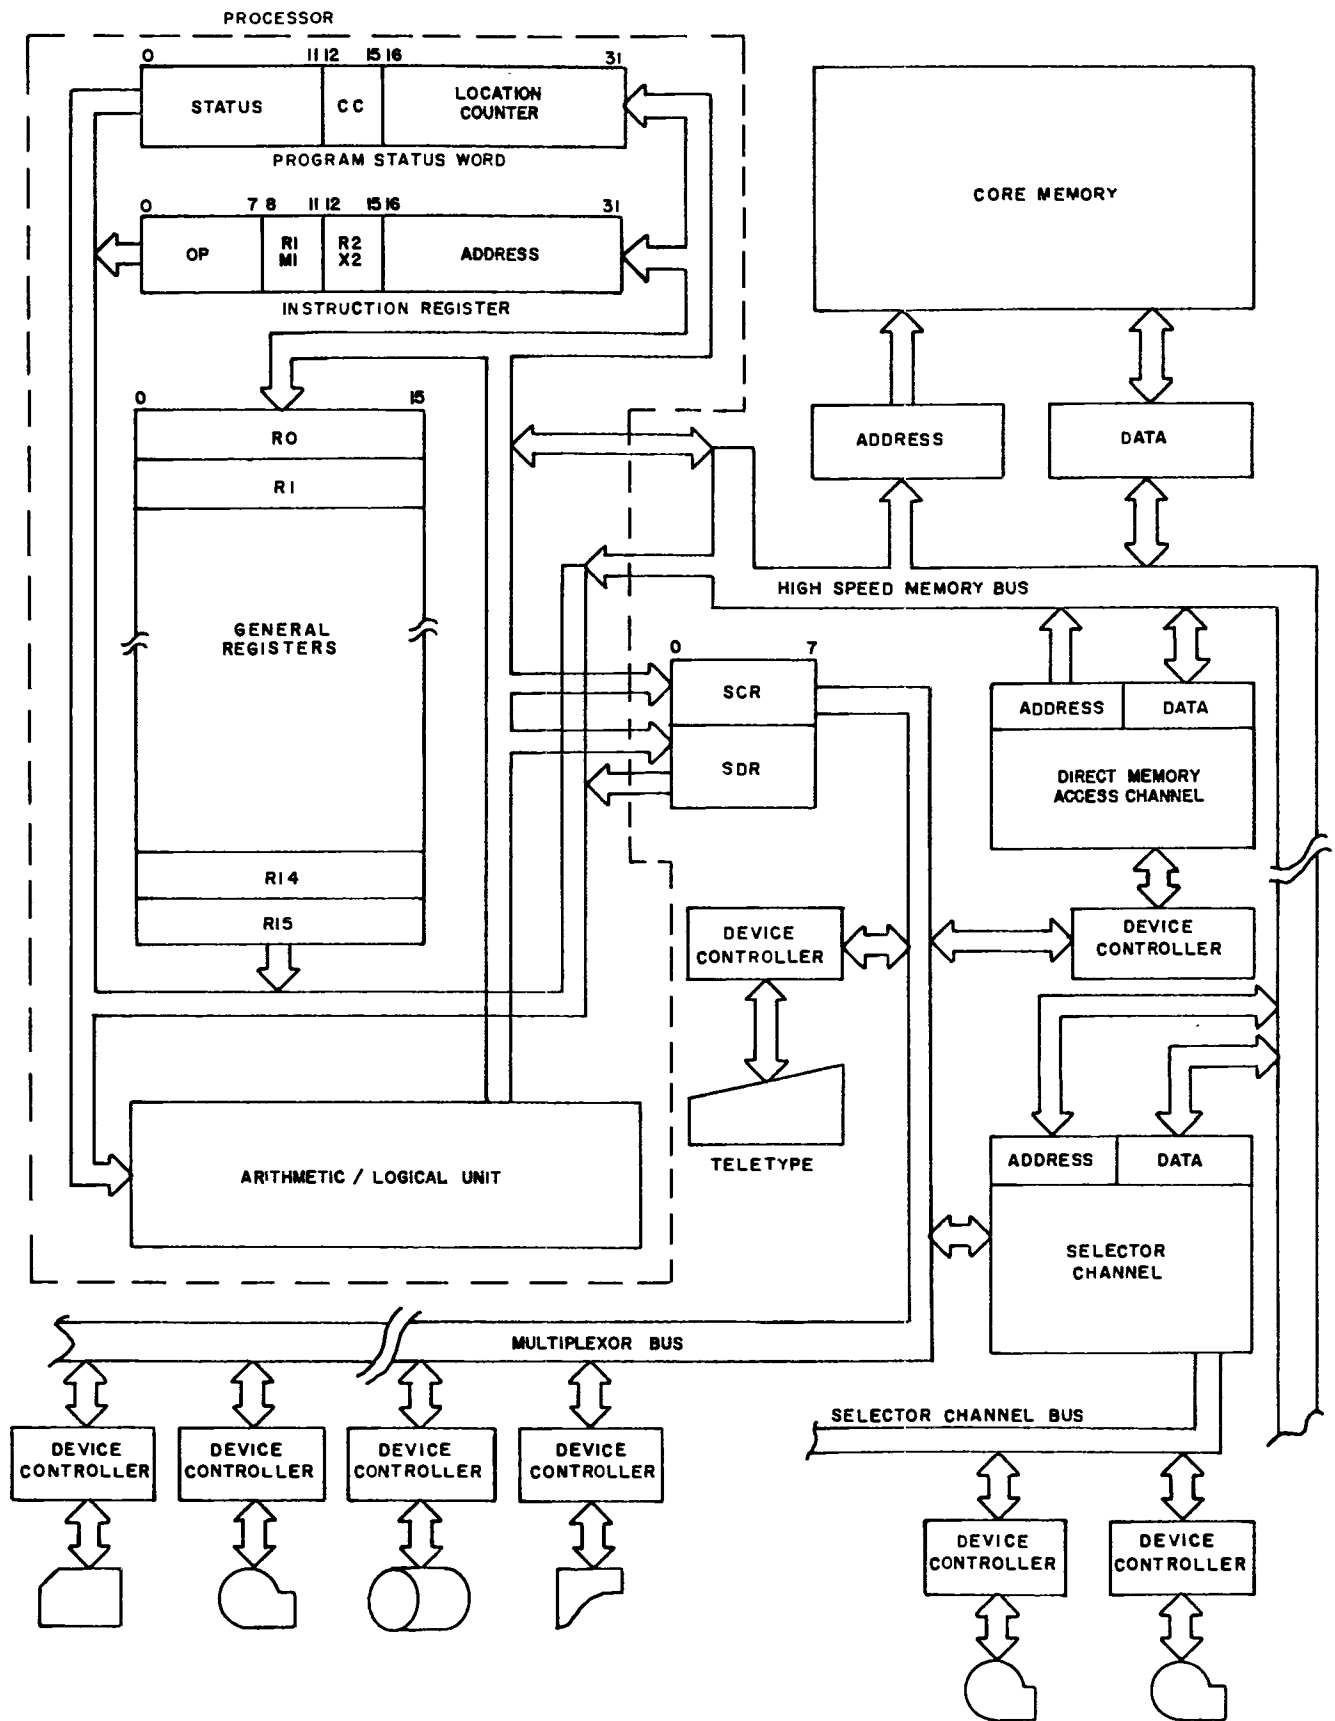 PROCESSOR
0 11 12 15 16 31
STATUS
CC
LOCATION
COUNTER
PROGRAM STATUS WORD
0 7 8 11 12 15 16 31
OP
R1
M1
R2
X2
ADDRESS
INSTRUCTION REGISTER
CORE MEMORY
0 15
R0
R1
GENERAL
REGISTERS
R14
R15
ADDRESS
DATA
HIGH SPEED MEMORY BUS
0 7
SCR
SDR
ADDRESS
DATA
DIRECT MEMORY
ACCESS CHANNEL
DEVICE
CONTROLLER
DEVICE
CONTROLLER
TELETYPE
ARITHMETIC / LOGICAL UNIT
ADDRESS
DATA
SELECTOR
CHANNEL
MULTIPLEXOR BUS
SELECTOR CHANNEL BUS
DEVICE
CONTROLLER
DEVICE
CONTROLLER
DEVICE
CONTROLLER
DEVICE
CONTROLLER
DEVICE
CONTROLLER
DEVICE
CONTROLLER